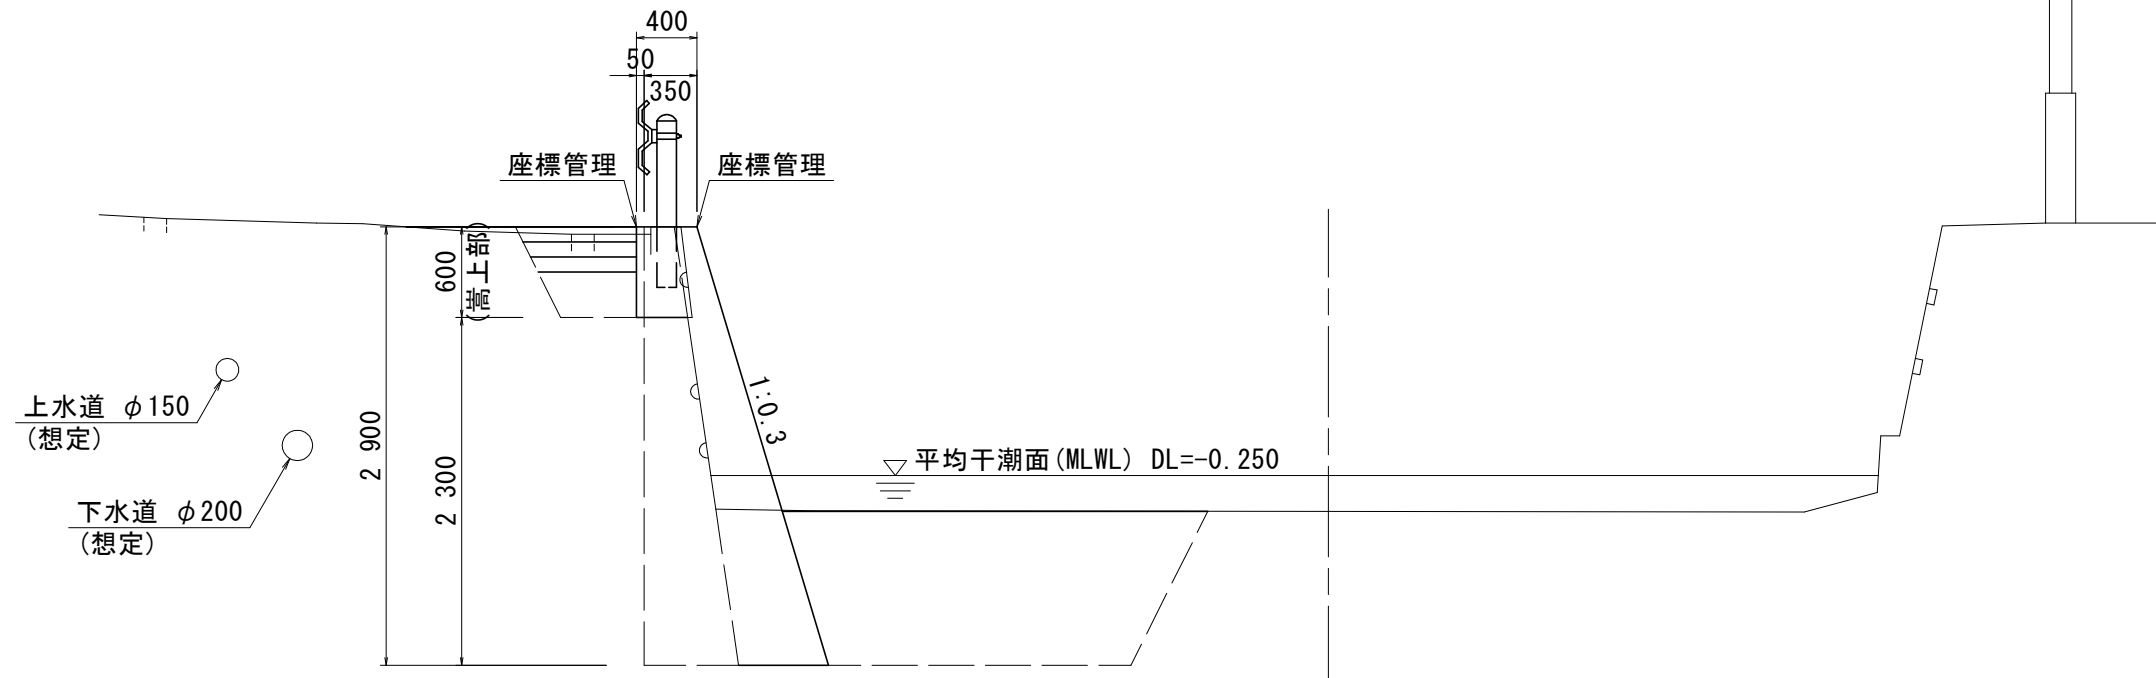 400
50
350
座標管理
座標管理
600
(嵩上部)
上水道 φ150
(想定)
2 900
1:0.3
平均干潮面(MLWL) DL=-0.250
2 300
下水道 φ200
(想定)